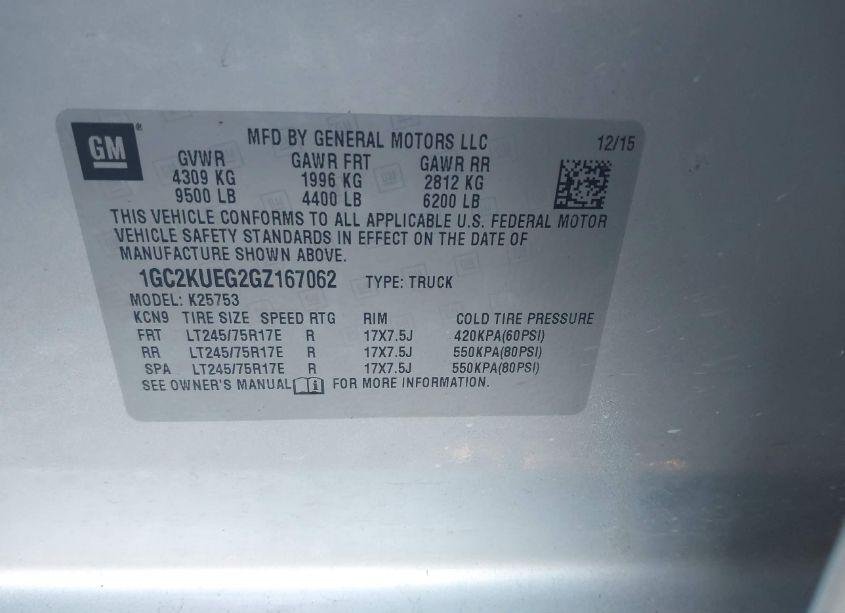 GM® MFD BY GENERAL MOTORS LLC 12/15
GVWR GAWR FRT GAWR RR
4309 KG 1996 KG 2812 KG
9500 LB 4400 LB 6200 LB
THIS VEHICLE CONFORMS TO ALL APPLICABLE U.S. FEDERAL MOTOR
VEHICLE SAFETY STANDARDS IN EFFECT ON THE DATE OF
MANUFACTURE SHOWN ABOVE.
1GC2KUEG2GZ167062 TYPE: TRUCK
MODEL: K25753
KCN9 TIRE SIZE SPEED RTG RIM COLD TIRE PRESSURE
FRT LT245/75R17E R 17X7.5J 420KPA(60PSI)
RR LT245/75R17E R 17X7.5J 550KPA(80PSI)
SPA LT245/75R17E R 17X7.5J 550KPA(80PSI)
SEE OWNER'S MANUAL FOR MORE INFORMATION.